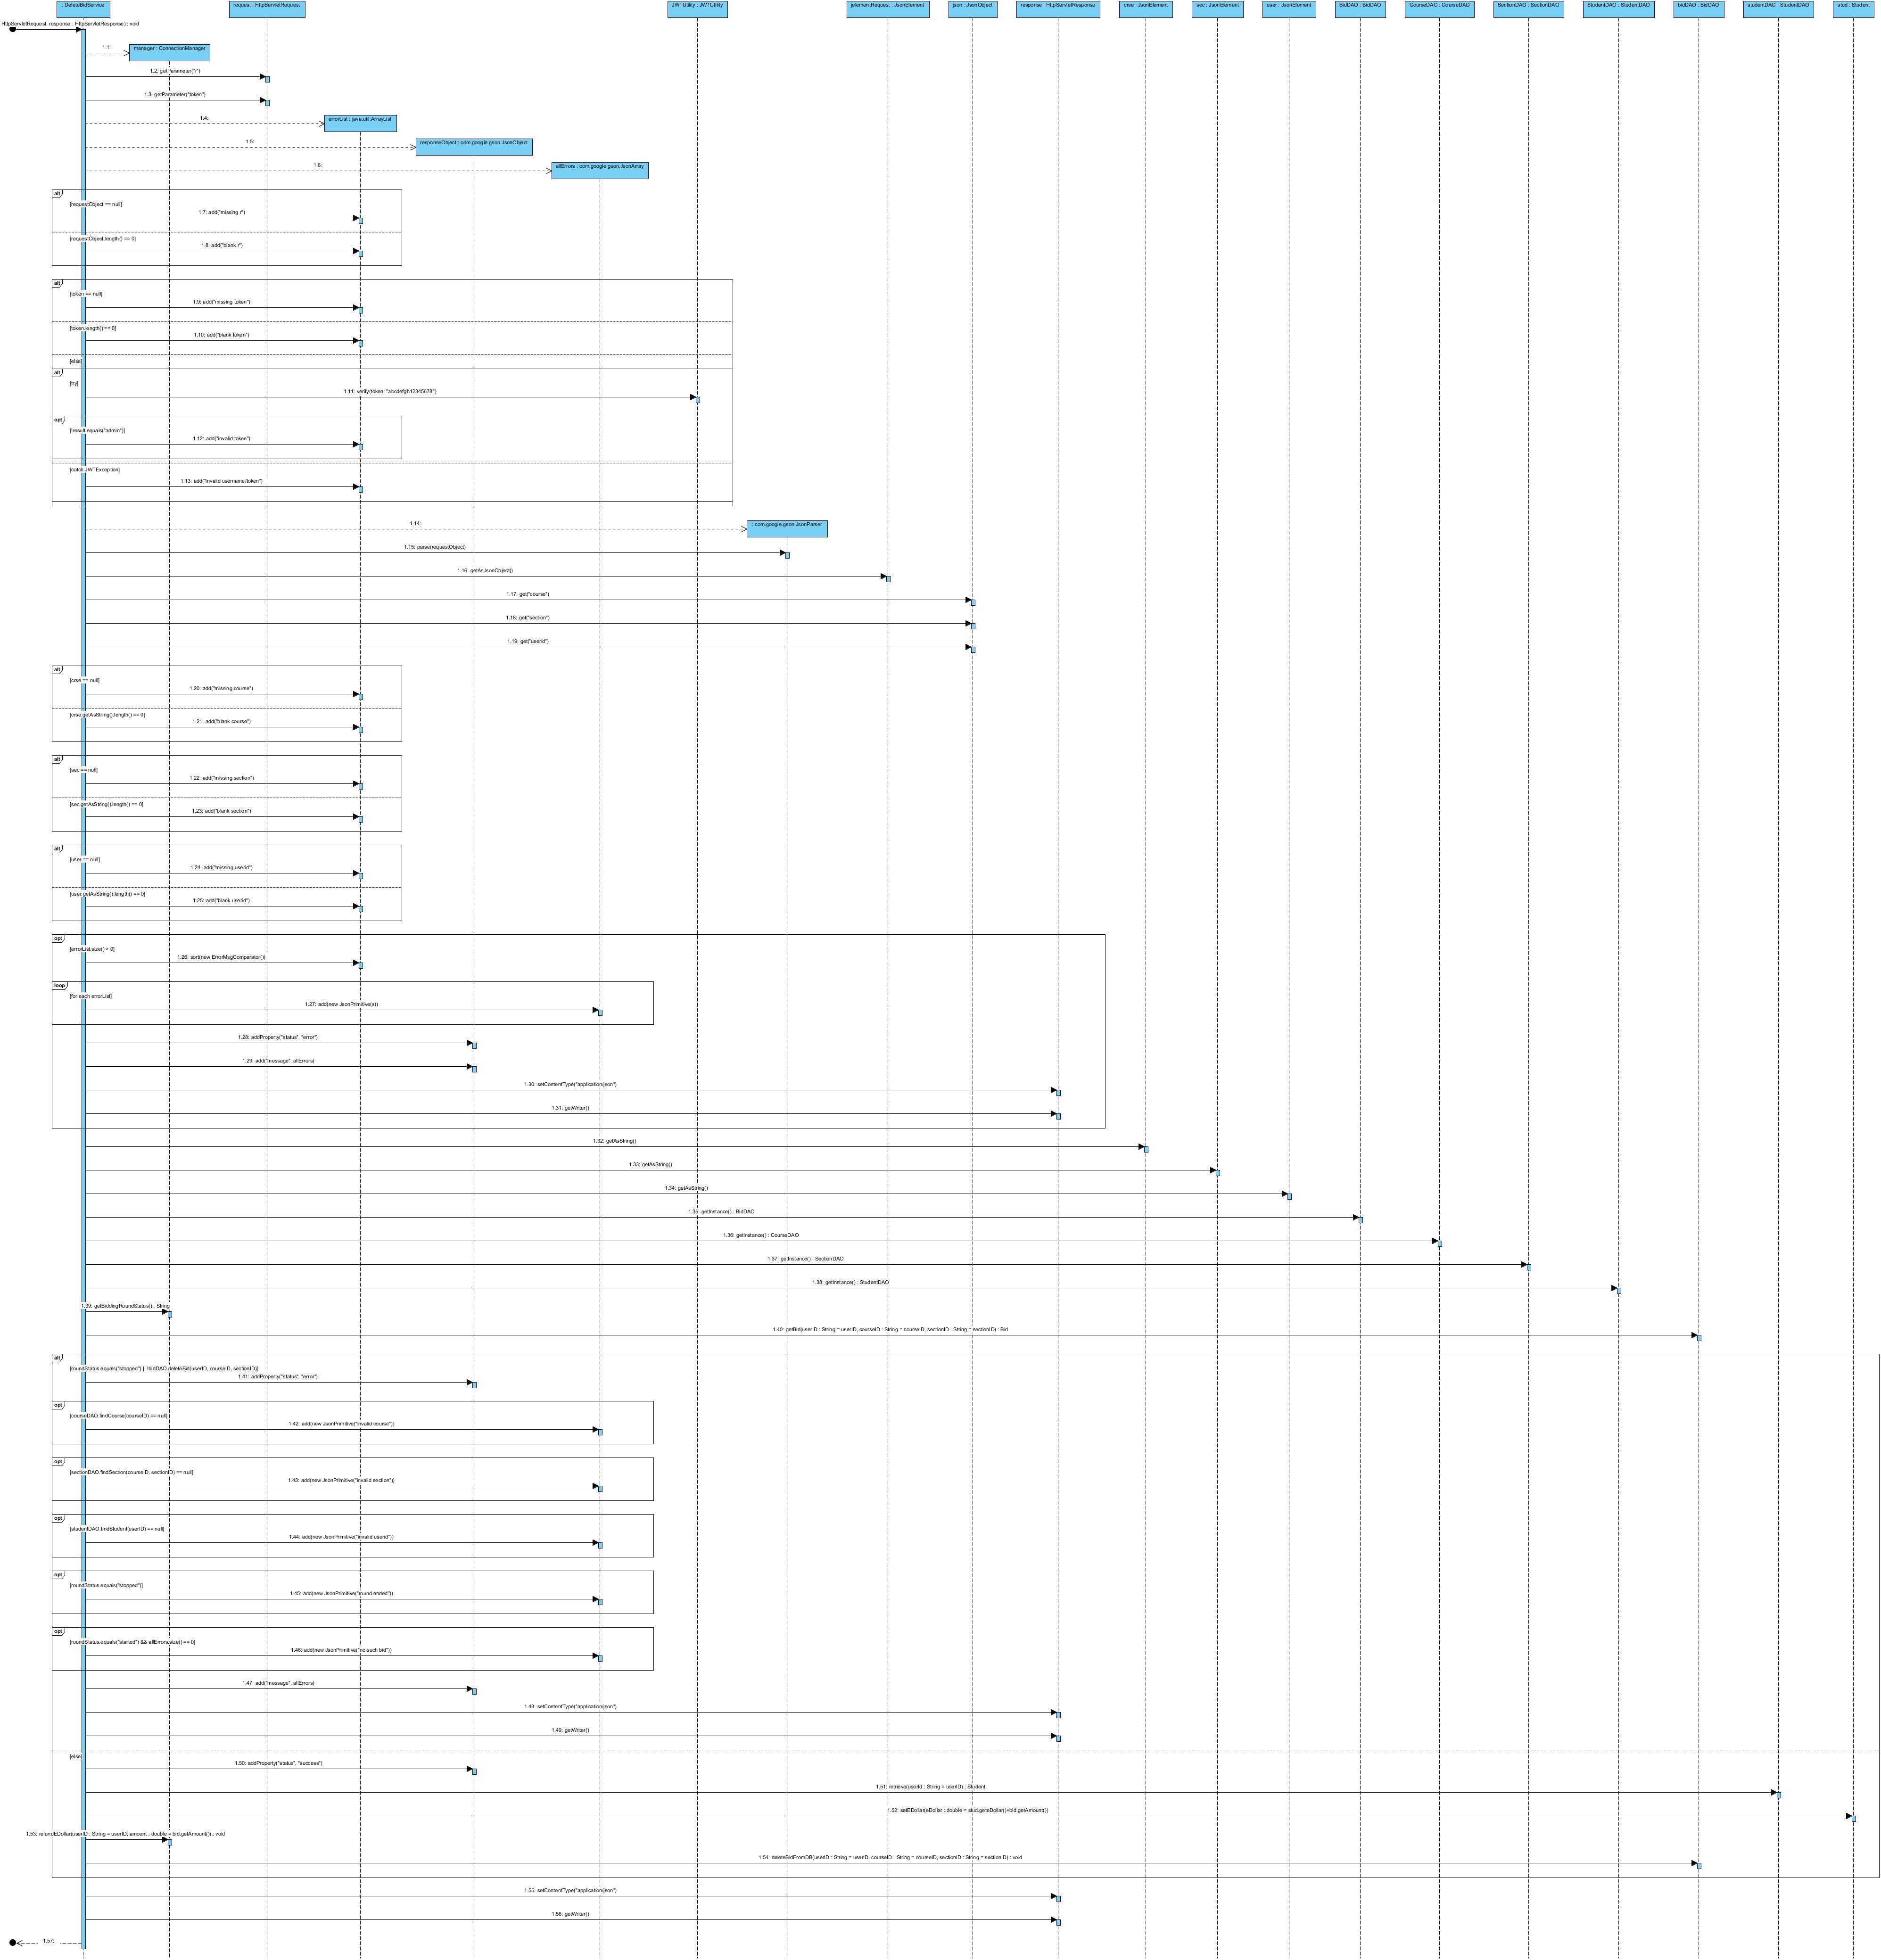 : DeleteBidService
request : HttpServletRequest
JWTUtility : JWTUtility
jelementRequest : JsonElement
json : JsonObject
response : HttpServletResponse
crse : JsonElement
sec : JsonElement
user : JsonElement
BidDAO : BidDAO
CourseDAO : CourseDAO
SectionDAO : SectionDAO
StudentDAO : StudentDAO
bidDAO : BidDAO
studentDAO : StudentDAO
stud : Student
HttpServletRequest, response : HttpServletResponse) : void
1.1:
manager : ConnectionManager
1.2: getParameter("r")
1.3: getParameter("token")
1.4:
errorList : java.util.ArrayList
1.5:
responseObject : com.google.gson.JsonObject
1.6:
allErrors : com.google.gson.JsonArray
alt
[requestObject == null]
1.7: add("missing r")
[requestObject.length() == 0]
1.8: add("blank r")
alt
[token == null]
1.9: add("missing token")
[token.length() == 0]
1.10: add("blank token")
[else]
alt
[try]
1.11: verify(token, "abcdefgh12345678")
opt
[!result.equals("admin")]
1.12: add("invalid token")
[catch JWTException]
1.13: add("invalid username/token")
1.14:
: com.google.gson.JsonParser
1.15: parse(requestObject)
1.16: getAsJsonObject()
1.17: get("course")
1.18: get("section")
1.19: get("userid")
alt
[crse == null]
1.20: add("missing course")
[crse.getAsString().length() == 0]
1.21: add("blank course")
alt
[sec == null]
1.22: add("missing section")
[sec.getAsString().length() == 0]
1.23: add("blank section")
alt
[user == null]
1.24: add("missing userid")
[user.getAsString().length() == 0]
1.25: add("blank userid")
opt
[errorList.size() > 0]
1.26: sort(new ErrorMsgComparator())
loop
[for each errorList]
1.27: add(new JsonPrimitive(s))
1.28: addProperty("status", "error")
1.29: add("message", allErrors)
1.30: setContentType("application/json")
1.31: getWriter()
1.32: getAsString()
1.33: getAsString()
1.34: getAsString()
1.35: getInstance() : BidDAO
1.36: getInstance() : CourseDAO
1.37: getInstance() : SectionDAO
1.38: getInstance() : StudentDAO
1.39: getBiddingRoundStatus() : String
1.40: getBid(userID : String = userID, courseID : String = courseID, sectionID : String = sectionID) : Bid
alt
[roundStatus.equals("stopped") || !bidDAO.deleteBid(userID, courseID, sectionID)]
1.41: addProperty("status", "error")
opt
[courseDAO.findCourse(courseID) == null]
1.42: add(new JsonPrimitive("invalid course"))
opt
[sectionDAO.findSection(courseID, sectionID) == null]
1.43: add(new JsonPrimitive("invalid section"))
opt
[studentDAO.findStudent(userID) == null]
1.44: add(new JsonPrimitive("invalid userid"))
opt
[roundStatus.equals("stopped")]
1.45: add(new JsonPrimitive("round ended"))
opt
[roundStatus.equals("started") && allErrors.size() == 0]
1.46: add(new JsonPrimitive("no such bid"))
1.47: add("message", allErrors)
1.48: setContentType("application/json")
1.49: getWriter()
[else]
1.50: addProperty("status", "success")
1.51: retrieve(userId : String = userID) : Student
1.52: setEDollar(eDollar : double = stud.geteDollar()+bid.getAmount())
1.53: refundEDollar(userID : String = userID, amount : double = bid.getAmount()) : void
1.54: deleteBidFromDB(userID : String = userID, courseID : String = courseID, sectionID : String = sectionID) : void
1.55: setContentType("application/json")
1.56: getWriter()
1.57: